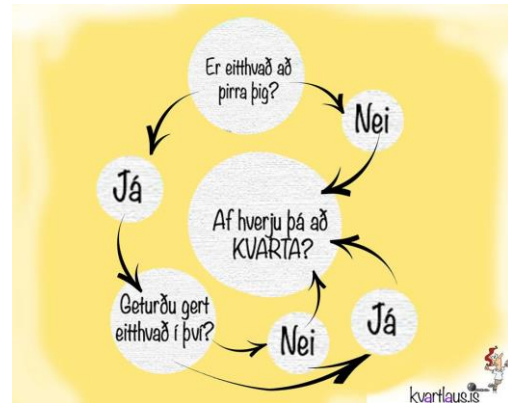 Er eitthvað að
pirra þig?
Nei
Já
Af hverju þá að
KVARTA?
Geturðu gert
eitthvað í því?
Nei
Já
kvartlaus.is